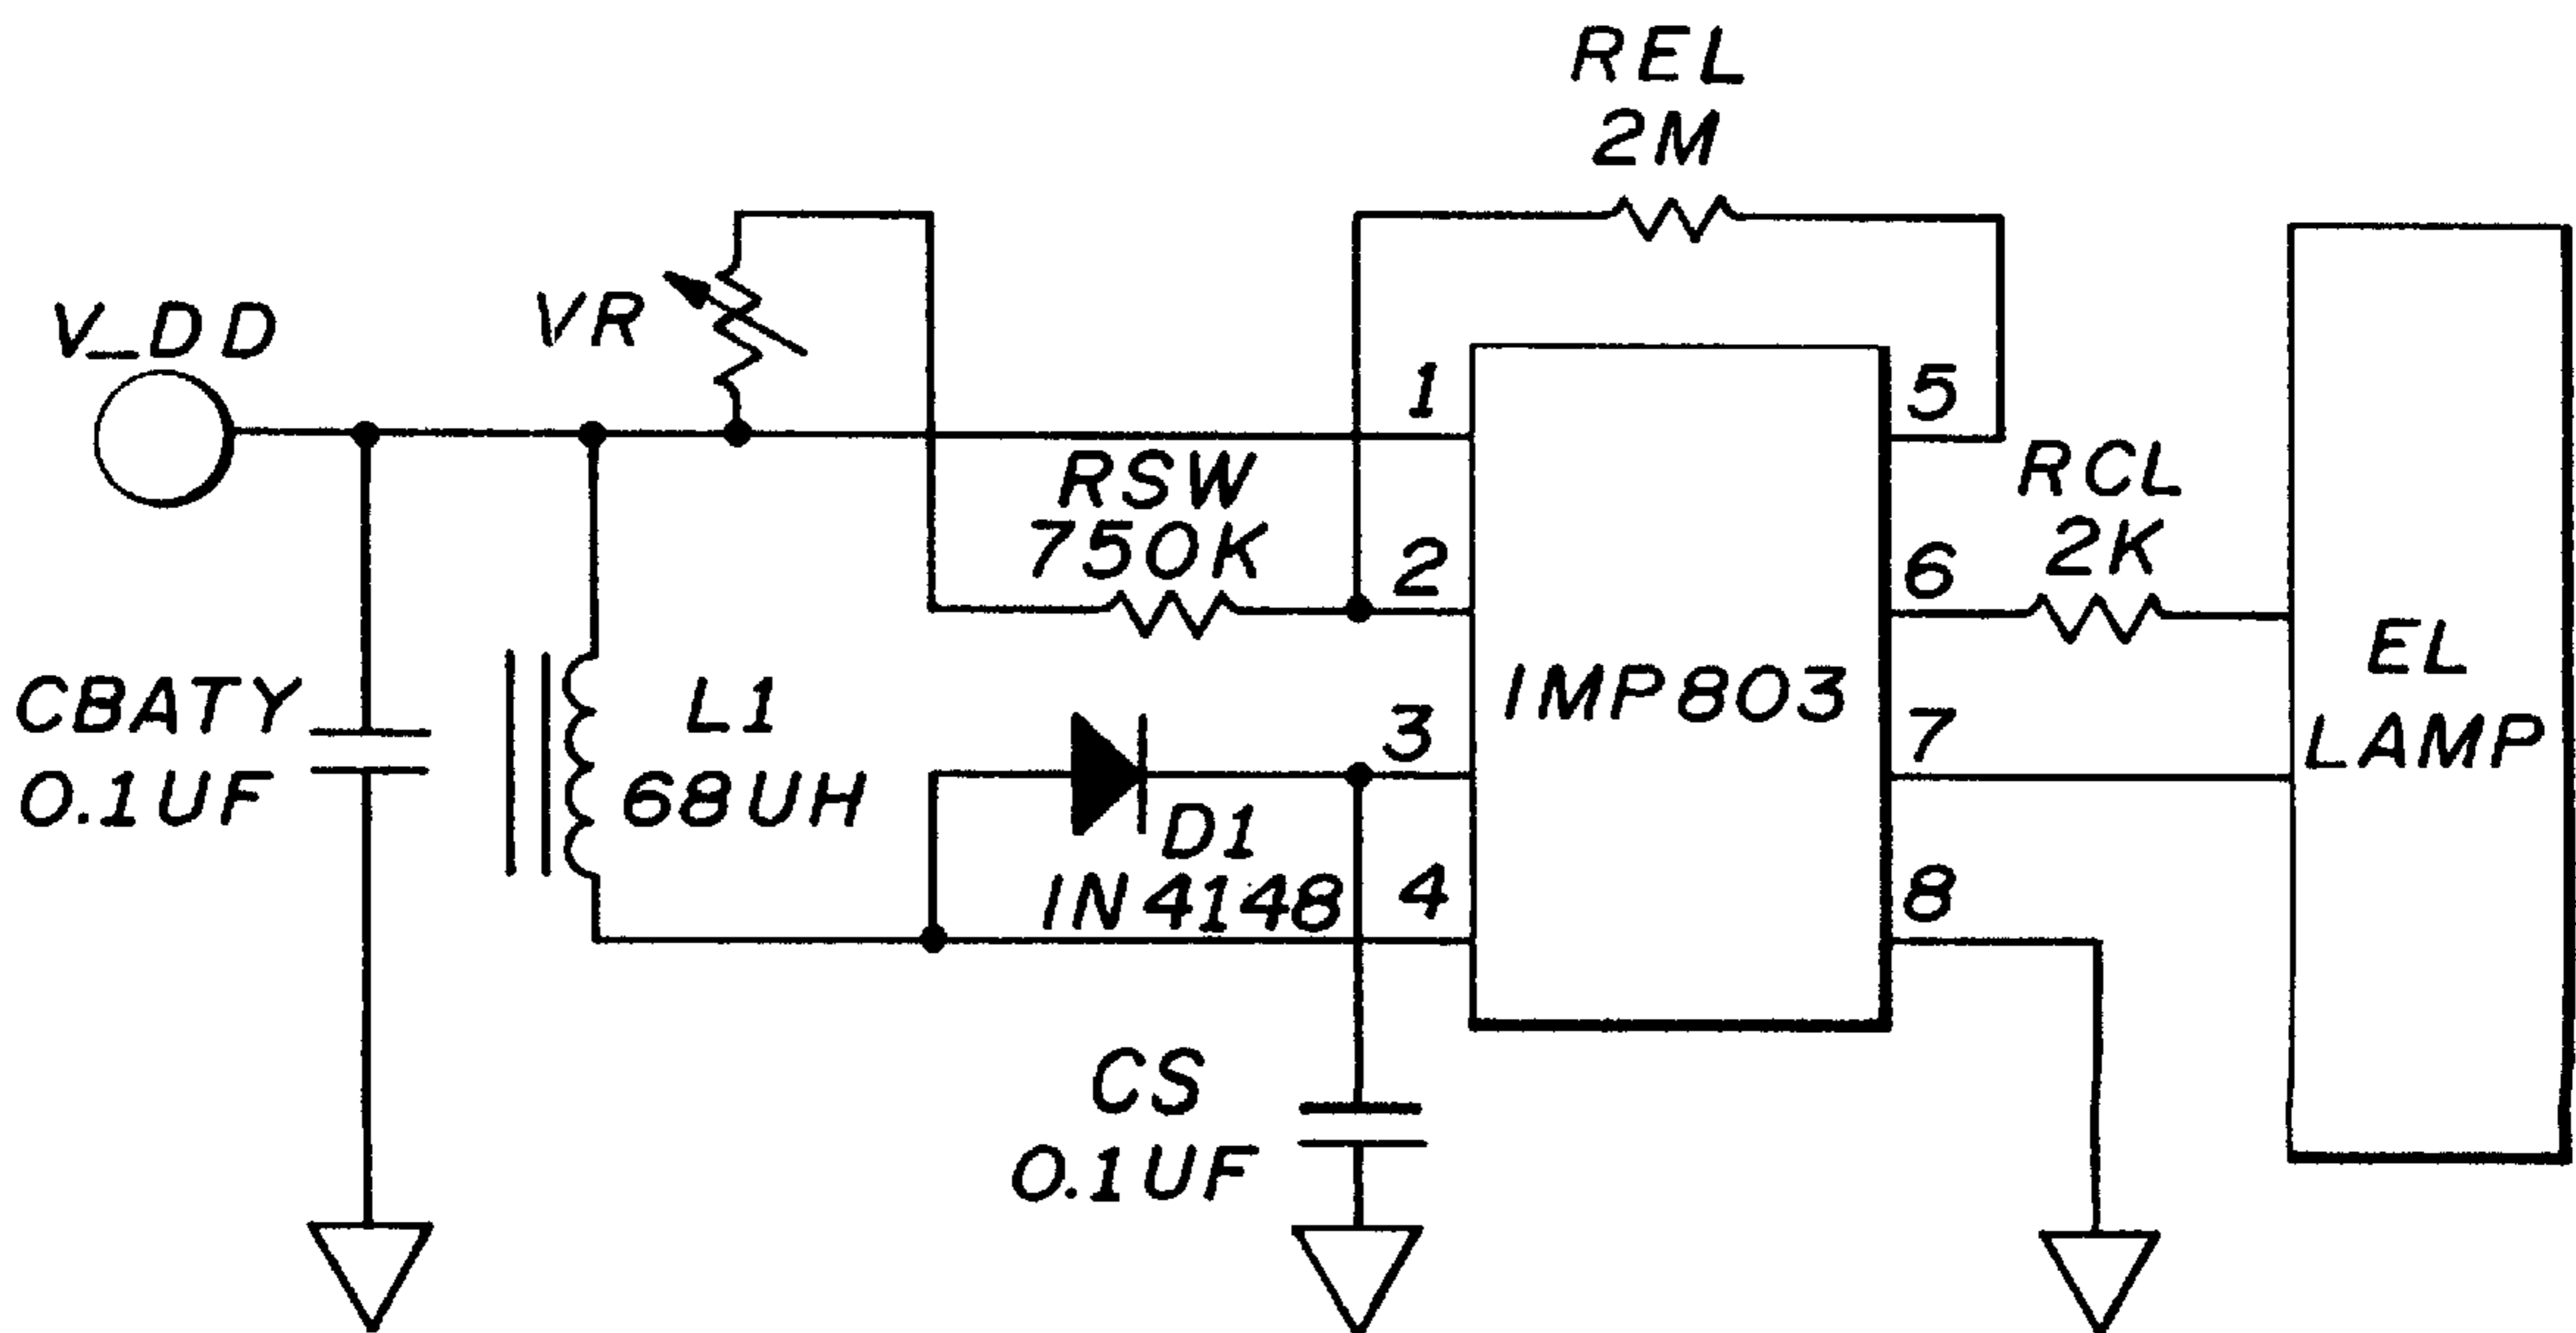 REL
2M
V_DD
VR
1
5
RSW
750K
RCL
2K
2
6
CBATY
0.1UF
L1
68UH
3
IMP803
7
EL
LAMP
D1
IN4148
4
8
CS
0.1UF